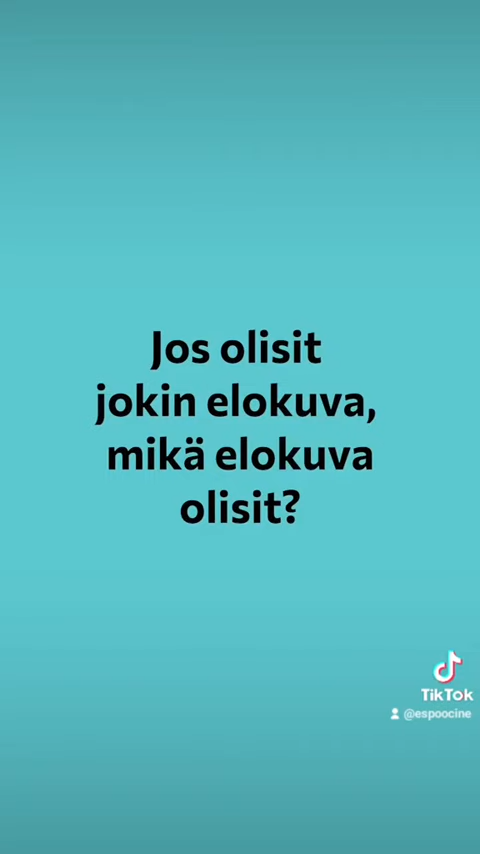 Jos olisit
jokin elokuva,
mikä elokuva
olisit?
TikTok
@espoocine